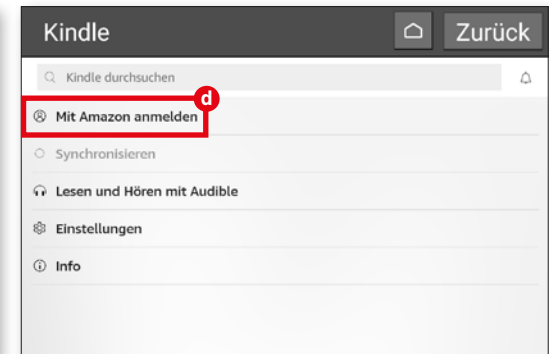 Kindle
Zurück
Kindle durchsuchen
d
Mit Amazon anmelden
Synchronisieren
Lesen und Hören mit Audible
Einstellungen
Info